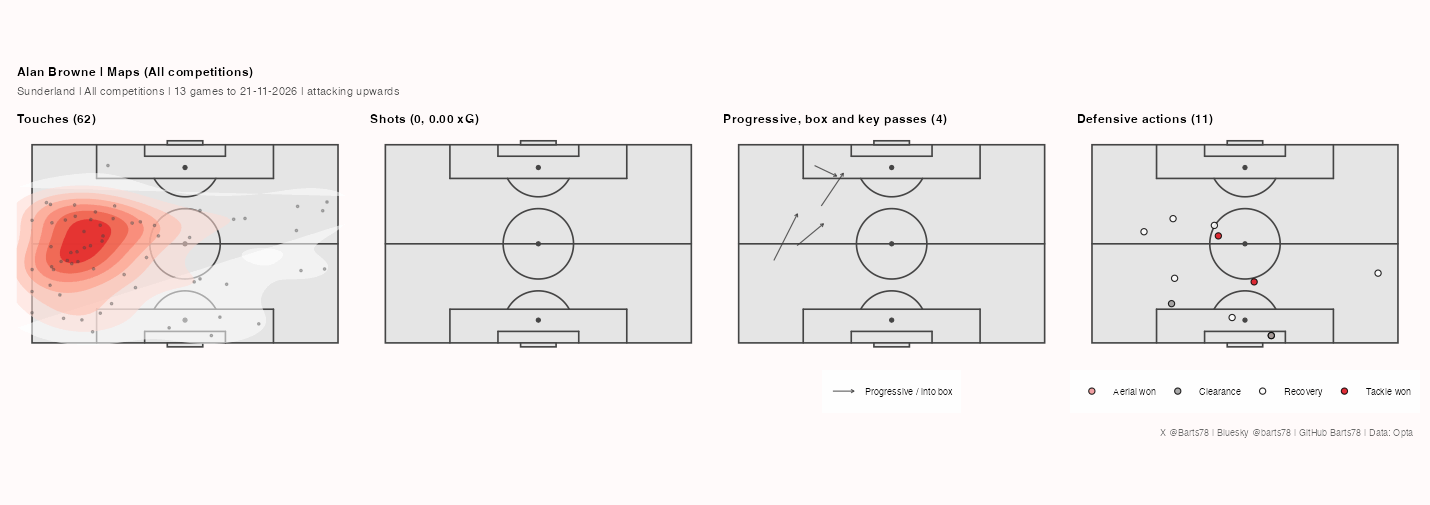 Alan Browne | Maps (All competitions)
Sunderland | All competitions | 13 games to 21-11-2026 | attacking upwards
Touches (62)
Shots (0, 0.00 xG)
Progressive, box and key passes (4)
Defensive actions (11)
Progressive / into box
Aerial won
Clearance
Recovery
Tackle won
X @Barts78 | Bluesky @barts78 | GitHub Barts78 | Data: Opta